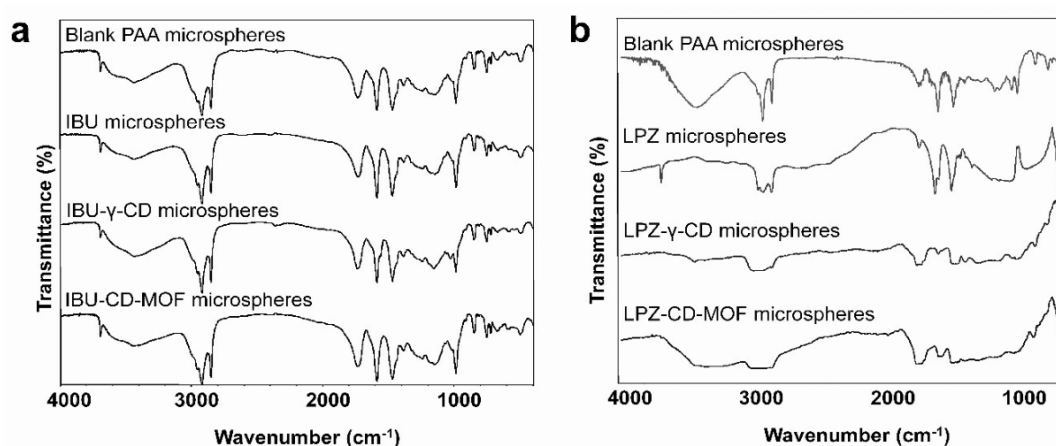 a
Blank PAA microspheres
IBU microspheres
IBU-γ-CD microspheres
IBU-CD-MOF microspheres
Transmittance (%)
4000 3000 2000 1000
Wavenumber (cm⁻¹)
b
Blank PAA microspheres
LPZ microspheres
LPZ-γ-CD microspheres
LPZ-CD-MOF microspheres
Transmittance (%)
4000 3000 2000 1000
Wavenumber (cm⁻¹)